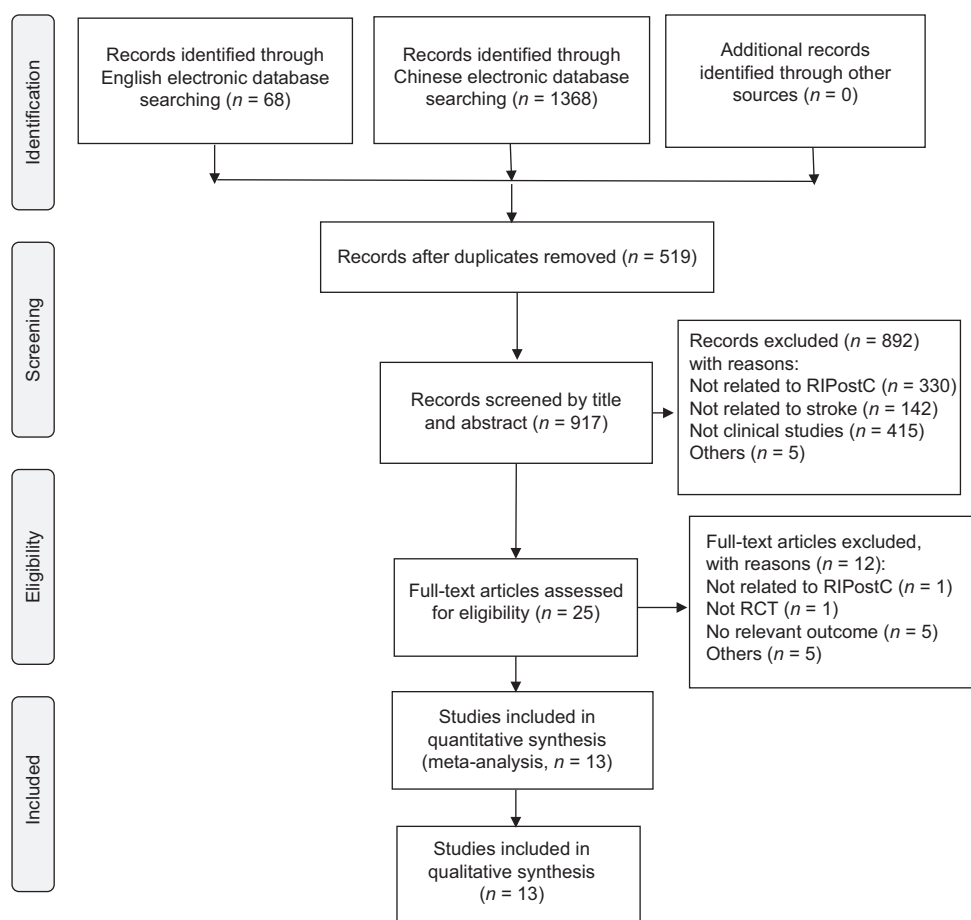 Identification
Records identified through
English electronic database
searching (n = 68)
Records identified through
Chinese electronic database
searching (n = 1368)
Additional records
identified through other
sources (n = 0)
Screening
Records after duplicates removed (n = 519)
Records screened by title
and abstract (n = 917)
Records excluded (n = 892)
with reasons:
Not related to RIPostC (n = 330)
Not related to stroke (n = 142)
Not clinical studies (n = 415)
Others (n = 5)
Eligibility
Full-text articles assessed
for eligibility (n = 25)
Full-text articles excluded,
with reasons (n = 12):
Not related to RIPostC (n = 1)
Not RCT (n = 1)
No relevant outcome (n = 5)
Others (n = 5)
Included
Studies included in
quantitative synthesis
(meta-analysis, n = 13)
Studies included in
qualitative synthesis
(n = 13)